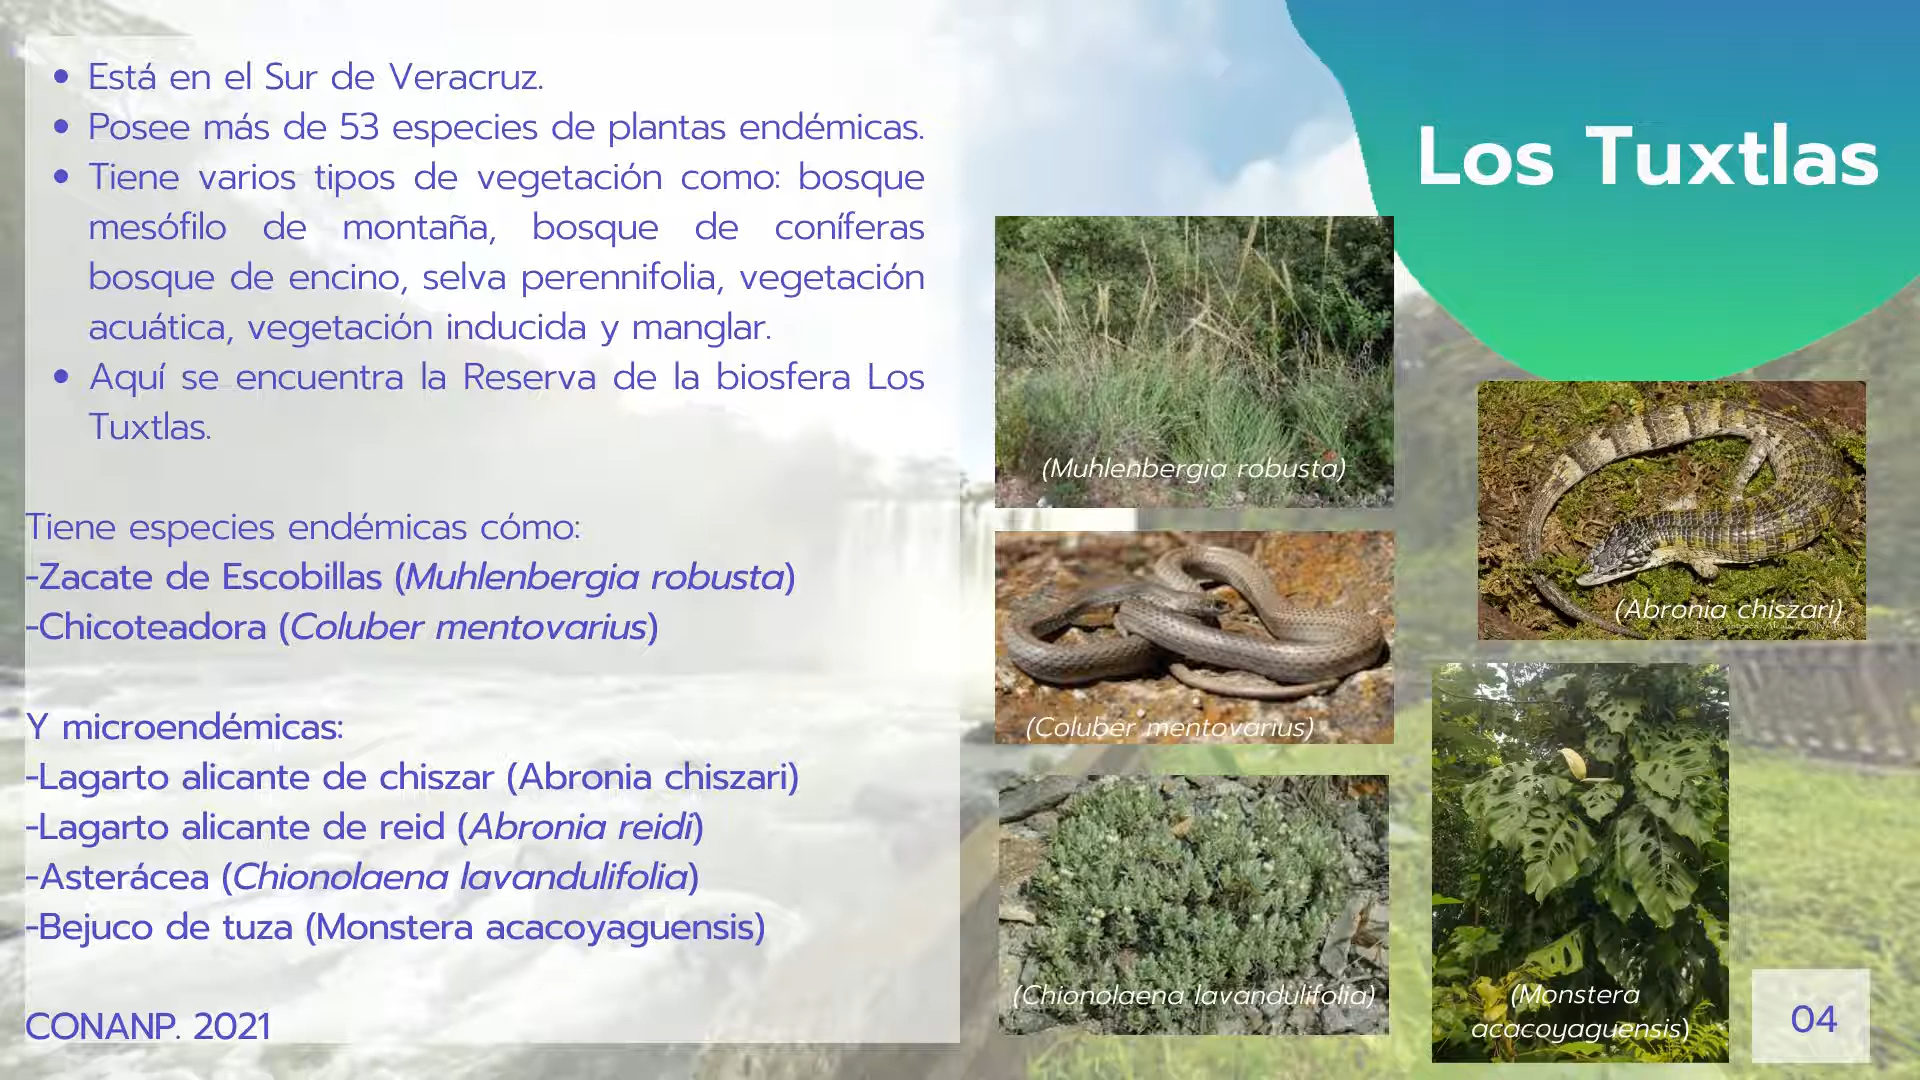 Los Tuxtlas
• Está en el Sur de Veracruz.
• Posee más de 53 especies de plantas endémicas.
• Tiene varios tipos de vegetación como: bosque
mesófilo de montaña, bosque de coníferas
bosque de encino, selva perennifolia, vegetación
acuática, vegetación inducida y manglar.
• Aquí se encuentra la Reserva de la biosfera Los
Tuxtlas.
Tiene especies endémicas cómo:
-Zacate de Escobillas (Muhlenbergia robusta)
-Chicoteadora (Coluber mentovarius)
Y microendémicas:
-Lagarto alicante de chiszar (Abronia chiszari)
-Lagarto alicante de reid (Abronia reidi)
-Asterácea (Chionolaena lavandulifolia)
-Bejuco de tuza (Monstera acacoyaguensis)
CONANP. 2021
(Muhlenbergia robusta)
(Coluber mentovarius)
(Chionolaena lavandulifolia)
(Abronia chiszari)
(Monstera
acacoyaguensis)
04